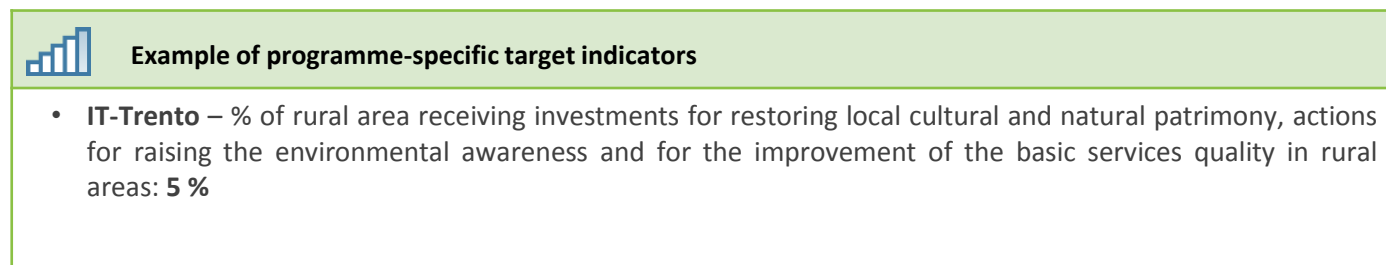 Example of programme-specific target indicators
• IT-Trento – % of rural area receiving investments for restoring local cultural and natural patrimony, actions
for raising the environmental awareness and for the improvement of the basic services quality in rural
areas: 5 %